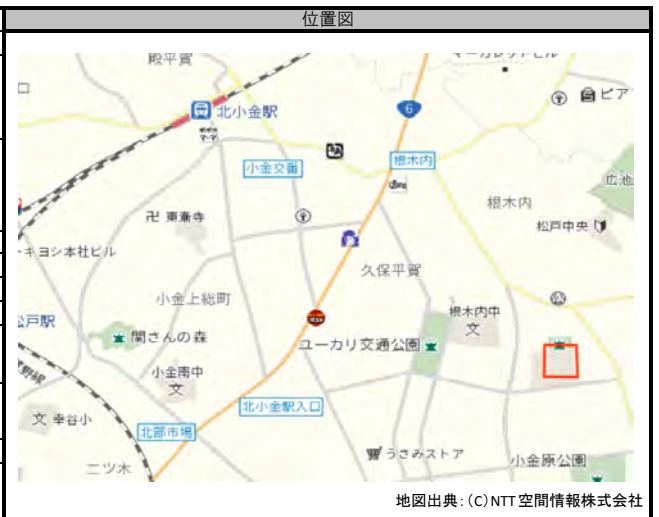 位置図
殿平賀
北小金駅
6
ピア
小金交番
根木内
広池
根木内
卍 東漸寺
松戸中央
キヨシ本社ビル
久保平賀
小金上総町
根木内中
文
関さんの森
ユーカリ交通公園
小金南中
文
北小金駅入口
文 幸谷小
北部市場
うさみストア
小金原公園
二ツ木
地図出典:(C)NTT空間情報株式会社